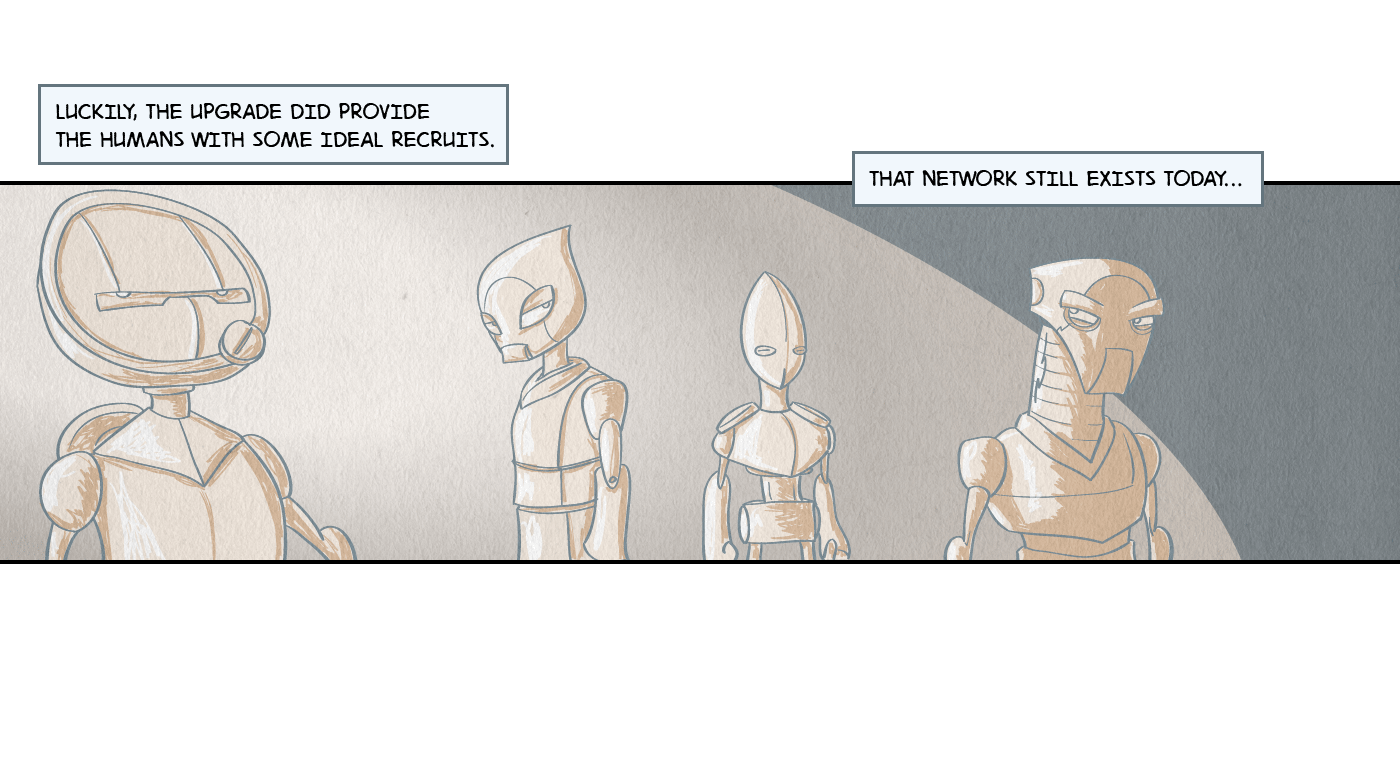 LUCKILY, THE UPGRADE DID PROVIDE
THE HUMANS WITH SOME IDEAL RECRUITS.
THAT NETWORK STILL EXISTS TODAY...